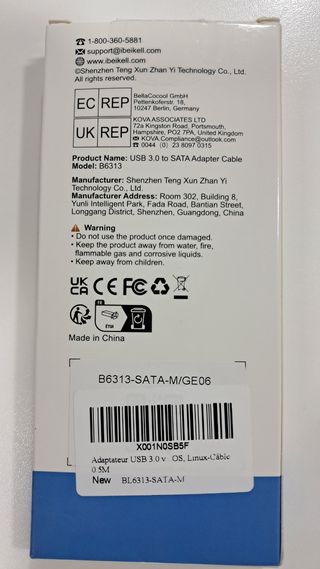 1-800-360-5881
support@ibeikell.com
www.ibeikell.com
©Shenzhen Teng Xun Zhan Yi Technology Co., Ltd.
All rights reserved.
EC REP
BellaCocool GmbH
Pettenkoferstr. 18,
10247 Berlin, Germany
UK REP
KOVA ASSOCIATES LTD
72a Kingston Road, Portsmouth,
Hampshire, PO2 7PA, United Kingdom
KOVA.Compliance@outlook.com
0044 (0) 23 8097 0315
Product Name: USB 3.0 to SATA Adapter Cable
Model: B6313
Manufacturer: Shenzhen Teng Xun Zhan Yi
Technology Co., Ltd.
Manufacturer Address: Room 302, Building 8,
Yunli Intelligent Park, Fada Road, Bantian Street,
Longgang District, Shenzhen, Guangdong, China
Warning
• Do not use the product once damaged.
• Keep the product away from water, fire,
flammable gas and corrosive liquids.
• Keep away from children.
UK
CA CE FC
FR
ÉTUI
Made in China
B6313-SATA-M/GE06
X001N0SB5F
Adaptateur USB 3.0 v OS, Linux-Câble
0.5M
New BL6313-SATA-M